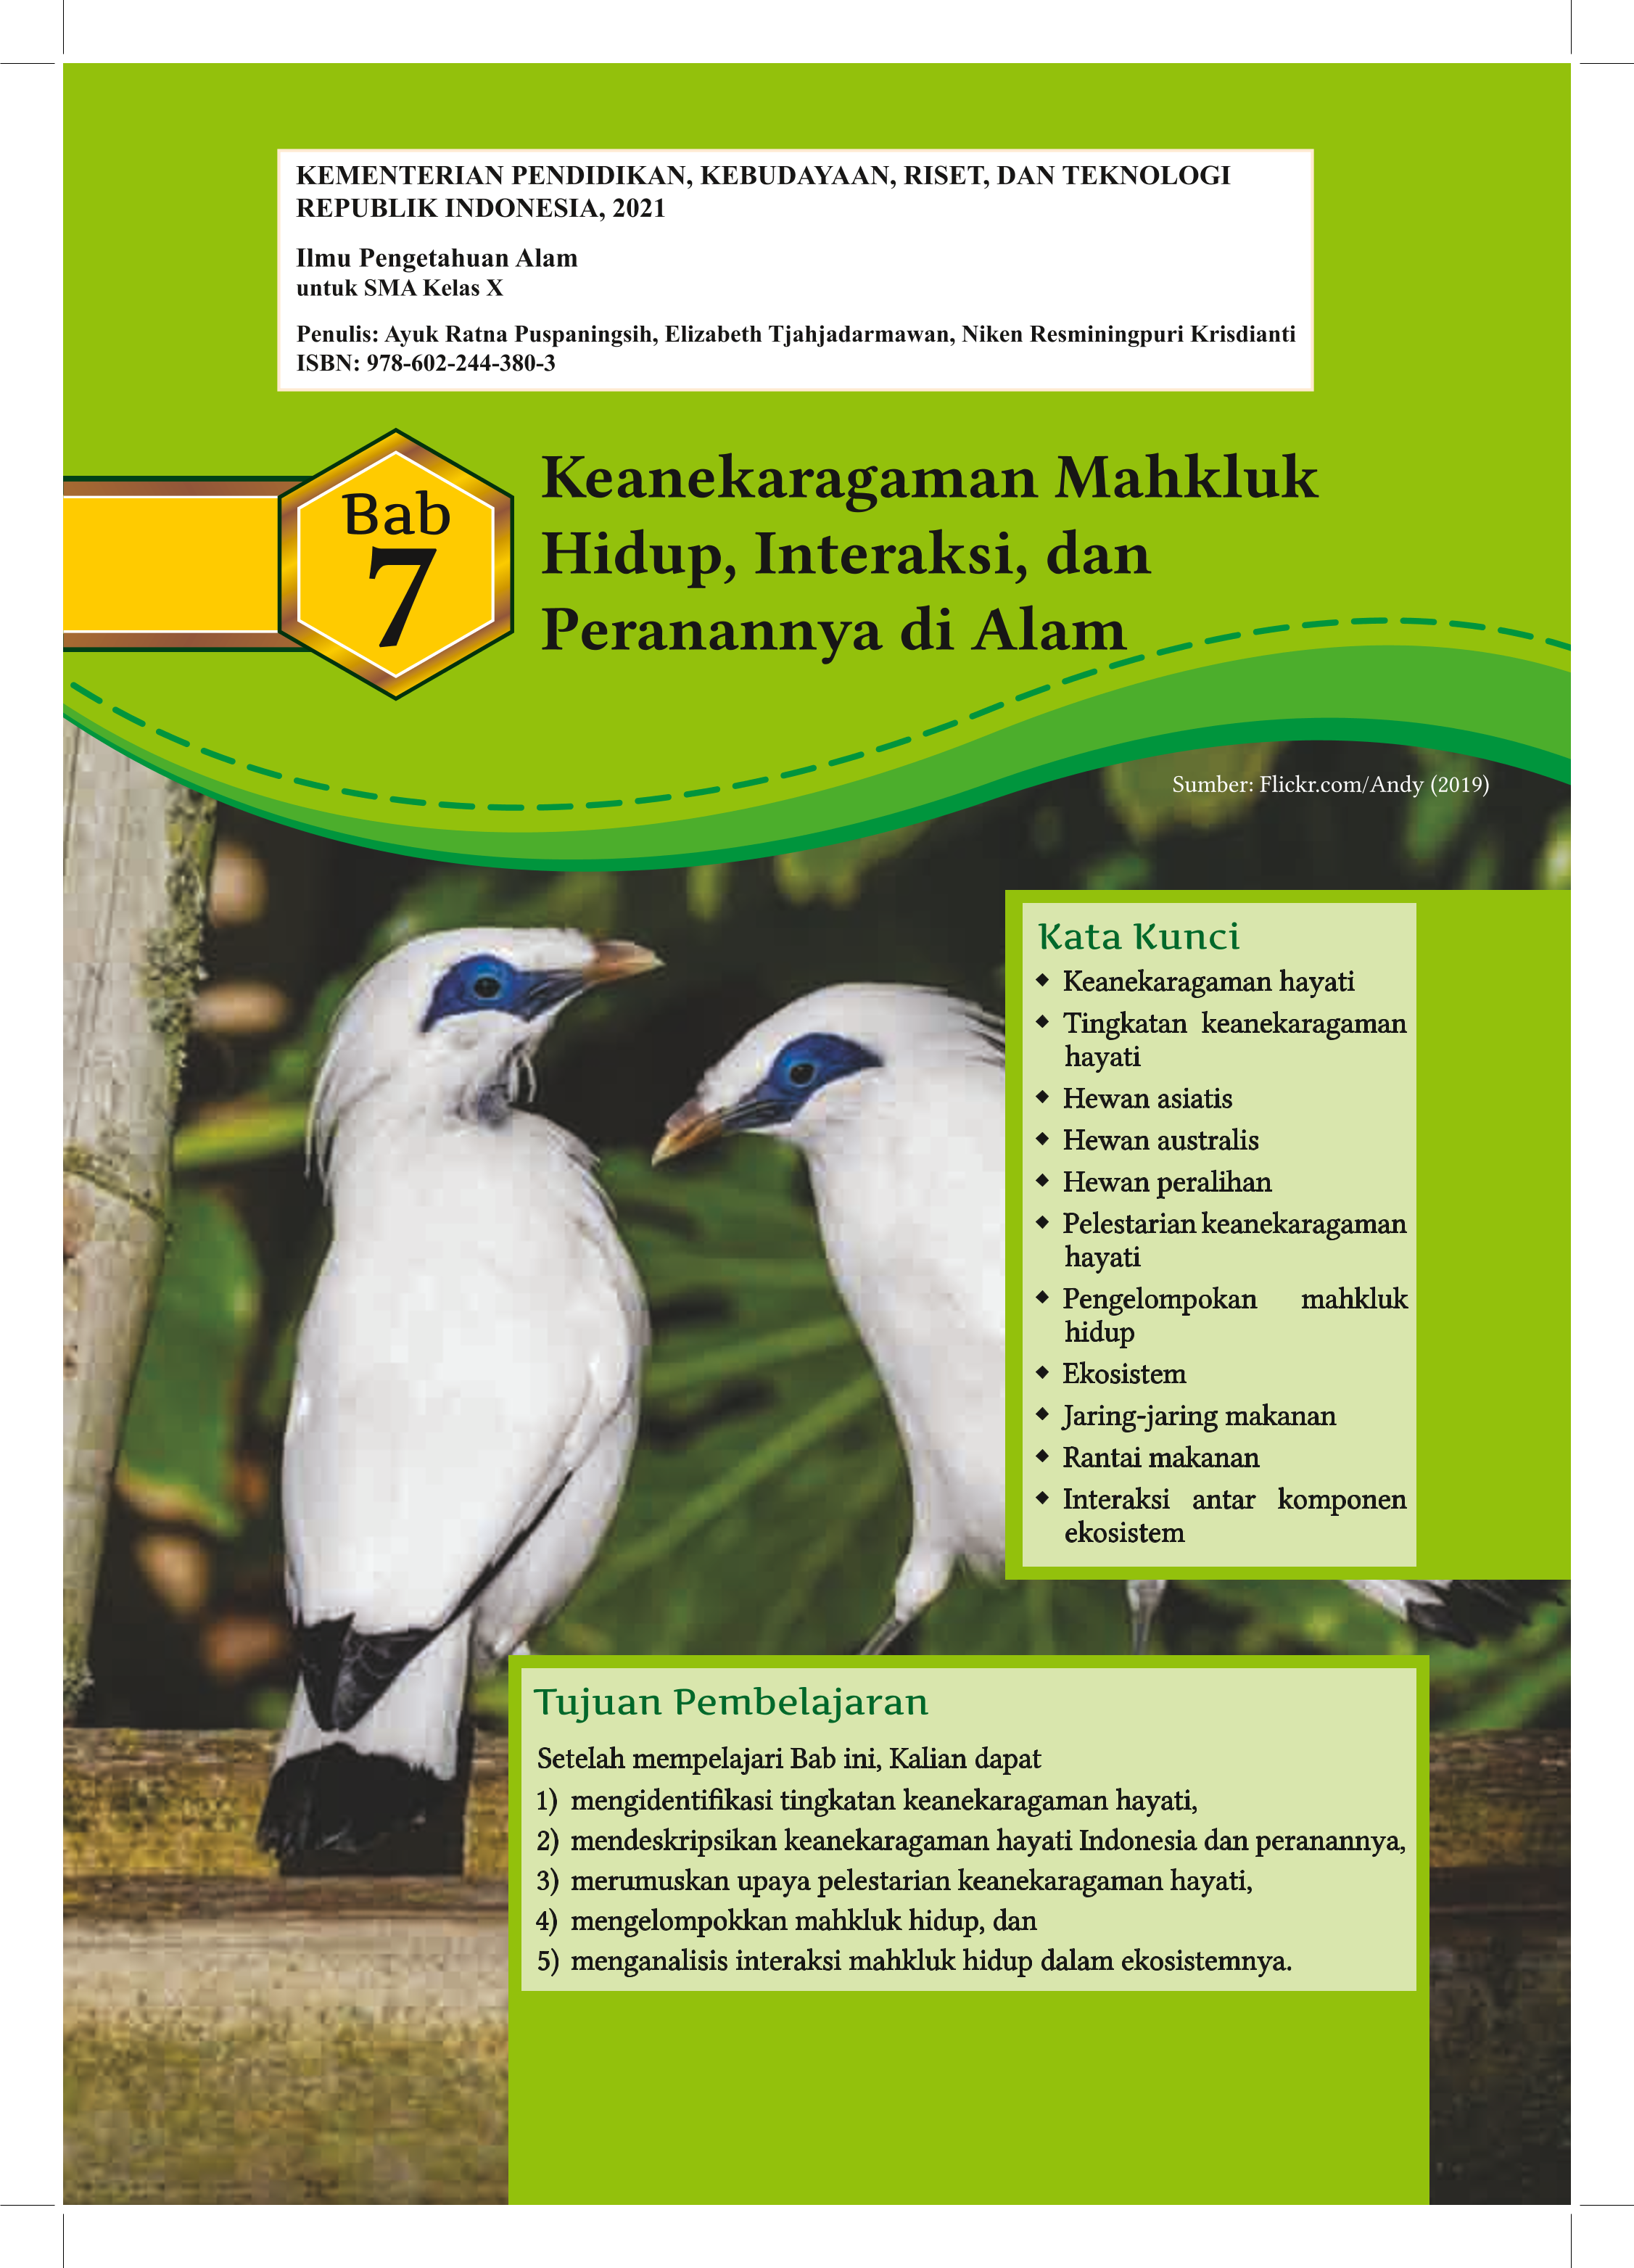 KEMENTERIAN PENDIDIKAN, KEBUDAYAAN, RISET, DAN TEKNOLOGI
REPUBLIK INDONESIA, 2021
Ilmu Pengetahuan Alam
untuk SMA Kelas X
Penulis: Ayuk Ratna Puspaningsih, Elizabeth Tjahjadarmawan, Niken Resminingpuri Krisdianti
ISBN: 978-602-244-380-3
Bab
7
Keanekaragaman Mahkluk
Hidup, Interaksi, dan
Peranannya di Alam
Sumber: Flickr.com/Andy (2019)
Kata Kunci
◆ Keanekaragaman hayati
◆ Tingkatan keanekaragaman
hayati
◆ Hewan asiatis
◆ Hewan australis
◆ Hewan peralihan
◆ Pelestarian keanekaragaman
hayati
◆ Pengelompokan mahkluk
hidup
◆ Ekosistem
◆ Jaring-jaring makanan
◆ Rantai makanan
◆ Interaksi antar komponen
ekosistem
Tujuan Pembelajaran
Setelah mempelajari Bab ini, Kalian dapat
1) mengidentifikasi tingkatan keanekaragaman hayati,
2) mendeskripsikan keanekaragaman hayati Indonesia dan peranannya,
3) merumuskan upaya pelestarian keanekaragaman hayati,
4) mengelompokkan mahkluk hidup, dan
5) menganalisis interaksi mahkluk hidup dalam ekosistemnya.